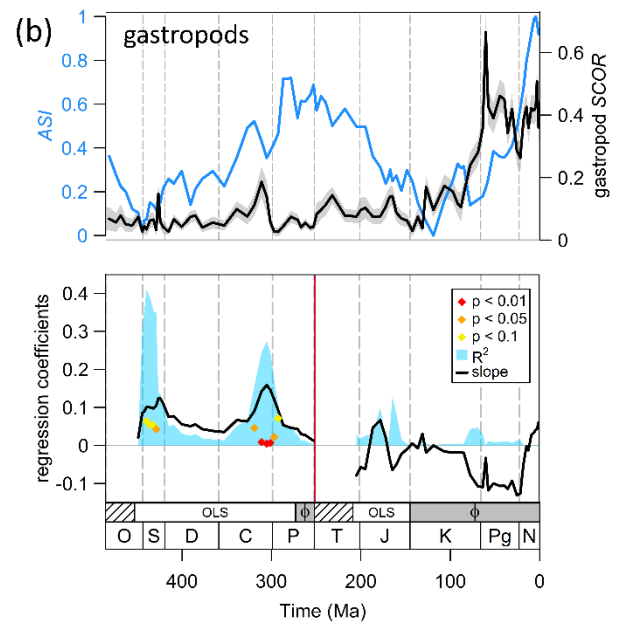 (b)
gastropods
1
0.8
0.6
0.4
0.2
0
ASI
0.6
0.4
0.2
0
gastropod SCOR
0.4
0.3
0.2
0.1
0
-0.1
regression coefficients
p < 0.01
p < 0.05
p < 0.1
R²
slope
OLS ϕ OLS ϕ
O S D C P T J K Pg N
400 300 200 100 0
Time (Ma)